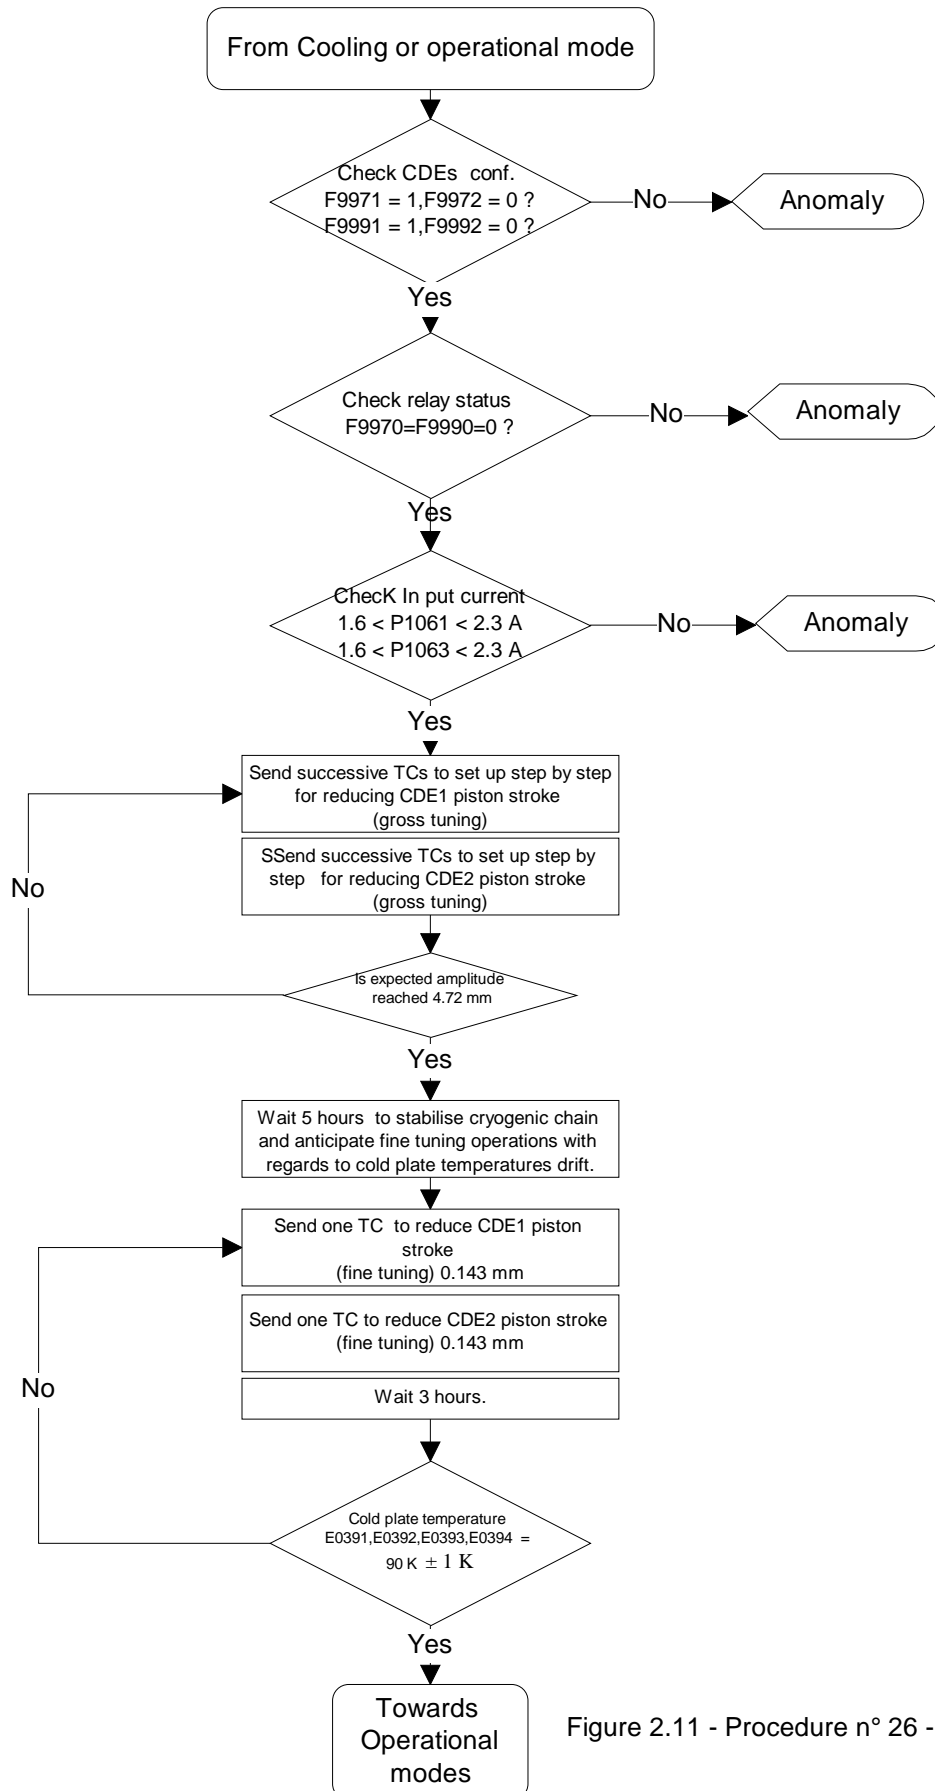 From Cooling or operational mode
Check CDEs conf.
F9971 = 1,F9972 = 0 ?
F9991 = 1,F9992 = 0 ?
No
Anomaly
Yes
Check relay status
F9970=F9990=0 ?
No
Anomaly
Yes
ChecK In put current
1.6 < P1061 < 2.3 A
1.6 < P1063 < 2.3 A
No
Anomaly
Yes
Send successive TCs to set up step by step
for reducing CDE1 piston stroke
(gross tuning)
SSend successive TCs to set up step by
step for reducing CDE2 piston stroke
(gross tuning)
No
Is expected amplitude
reached 4.72 mm
Yes
Wait 5 hours to stabilise cryogenic chain
and anticipate fine tuning operations with
regards to cold plate temperatures drift.
Send one TC to reduce CDE1 piston
stroke
(fine tuning) 0.143 mm
Send one TC to reduce CDE2 piston stroke
(fine tuning) 0.143 mm
No
Wait 3 hours.
Cold plate temperature
E0391,E0392,E0393,E0394 =
90 K ± 1 K
Yes
Towards
Operational
modes
Figure 2.11 - Procedure n° 26 -